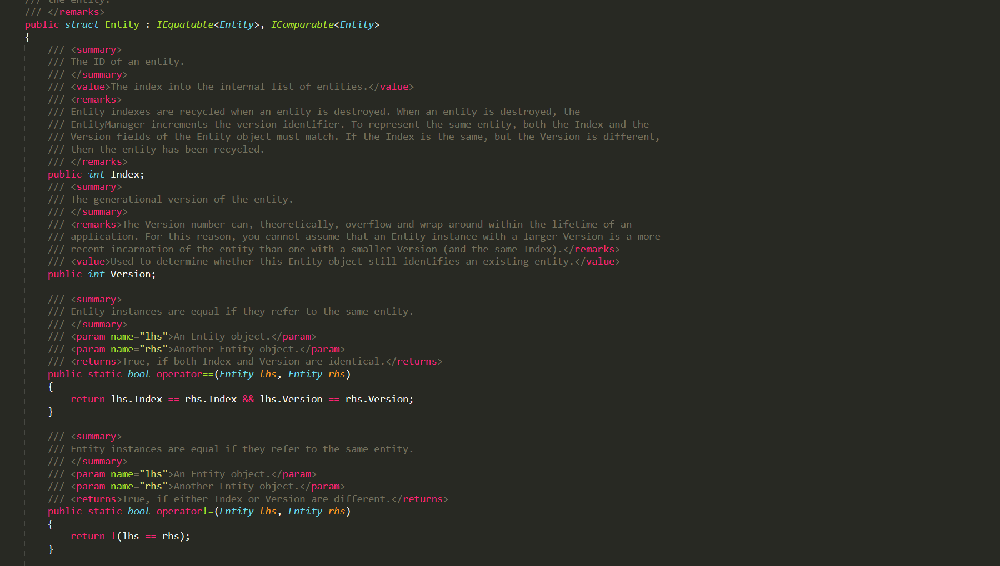 /// the entity.
/// </remarks>
public struct Entity : IEquatable<Entity>, IComparable<Entity>
{
/// <summary>
/// The ID of an entity.
/// </summary>
/// <value>The index into the internal list of entities.</value>
/// <remarks>
/// Entity indexes are recycled when an entity is destroyed. When an entity is destroyed, the
/// EntityManager increments the version identifier. To represent the same entity, both the Index and the
/// Version fields of the Entity object must match. If the Index is the same, but the Version is different,
/// then the entity has been recycled.
/// </remarks>
public int Index;
/// <summary>
/// The generational version of the entity.
/// </summary>
/// <remarks>The Version number can, theoretically, overflow and wrap around within the lifetime of an
/// application. For this reason, you cannot assume that an Entity instance with a larger Version is a more
/// recent incarnation of the entity than one with a smaller Version (and the same Index).</remarks>
/// <value>Used to determine whether this Entity object still identifies an existing entity.</value>
public int Version;
/// <summary>
/// Entity instances are equal if they refer to the same entity.
/// </summary>
/// <param name="lhs">An Entity object.</param>
/// <param name="rhs">Another Entity object.</param>
/// <returns>True, if both Index and Version are identical.</returns>
public static bool operator==(Entity lhs, Entity rhs)
{
return lhs.Index == rhs.Index && lhs.Version == rhs.Version;
}
/// <summary>
/// Entity instances are equal if they refer to the same entity.
/// </summary>
/// <param name="lhs">An Entity object.</param>
/// <param name="rhs">Another Entity object.</param>
/// <returns>True, if either Index or Version are different.</returns>
public static bool operator!=(Entity lhs, Entity rhs)
{
return !(lhs == rhs);
}